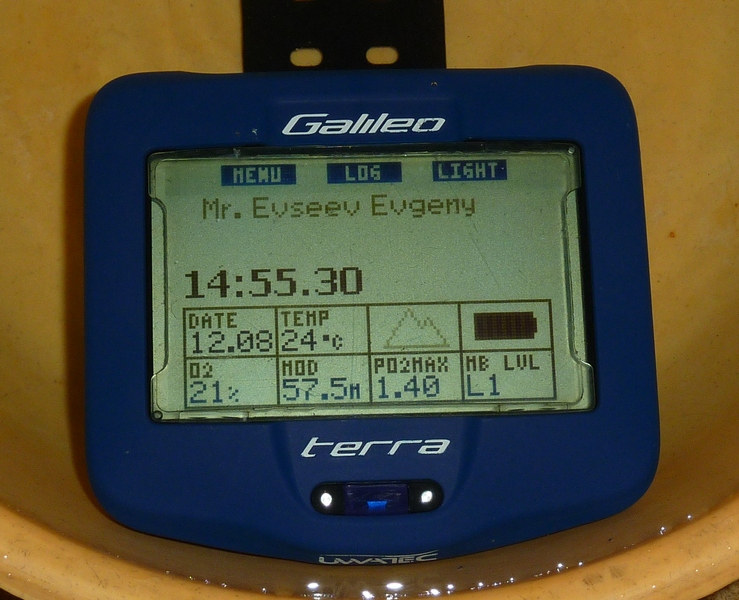 Galileo
MENU LOG LIGHT
Mr. Evseev Evgeny
14:55.30
DATE TEMP
12.08 24°C
O2 MOD PO2MAX MB LVL
21% 57.5M 1.40 L1
terra
UWATEC